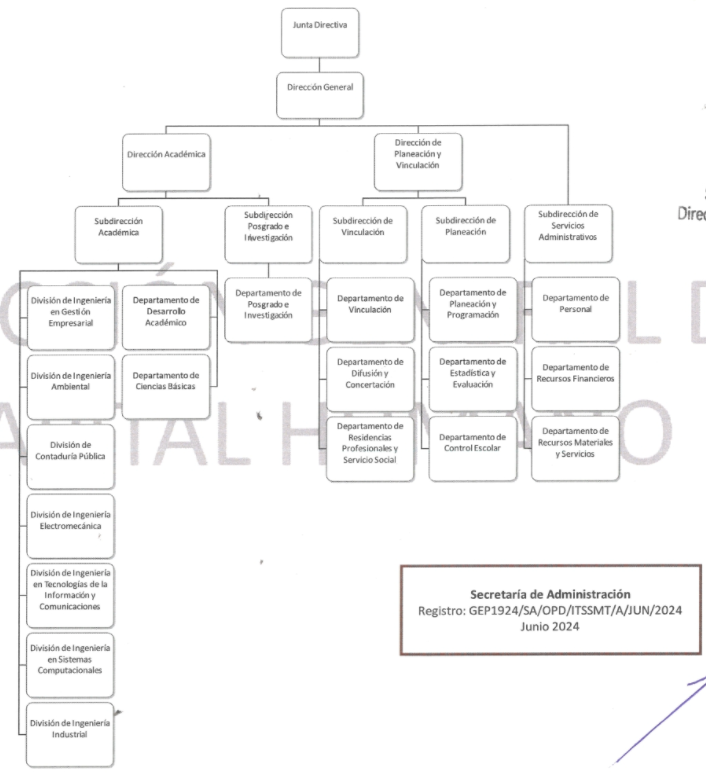 Junta Directiva
Dirección General
Dirección Académica
Dirección de
Planeación y
Vinculación
Subdirección
Académica
Subdirección
Posgrado e
Investigación
Subdirección de
Vinculación
Subdirección de
Planeación
Subdirección de
Servicios
Administrativos
Direc
División de Ingeniería
en Gestión
Empresarial
Departamento de
Desarrollo
Académico
Departamento de
Posgrado e
Investigación
Departamento de
Vinculación
Departamento de
Planeación y
Programación
Departamento de
Personal
División de Ingeniería
Ambiental
Departamento de
Ciencias Básicas
Departamento de
Difusión y
Concertación
Departamento de
Estadística y
Evaluación
Departamento de
Recursos Financieros
División de
Contaduría Pública
Departamento de
Residencias
Profesionales y
Servicio Social
Departamento de
Control Escolar
Departamento de
Recursos Materiales
y Servicios
División de Ingeniería
Electromecánica
División de Ingeniería
en Tecnologías de la
Información y
Comunicaciones
División de Ingeniería
en Sistemas
Computacionales
División de Ingeniería
Industrial
Secretaría de Administración
Registro: GEP1924/SA/OPD/ITSSMT/A/JUN/2024
Junio 2024